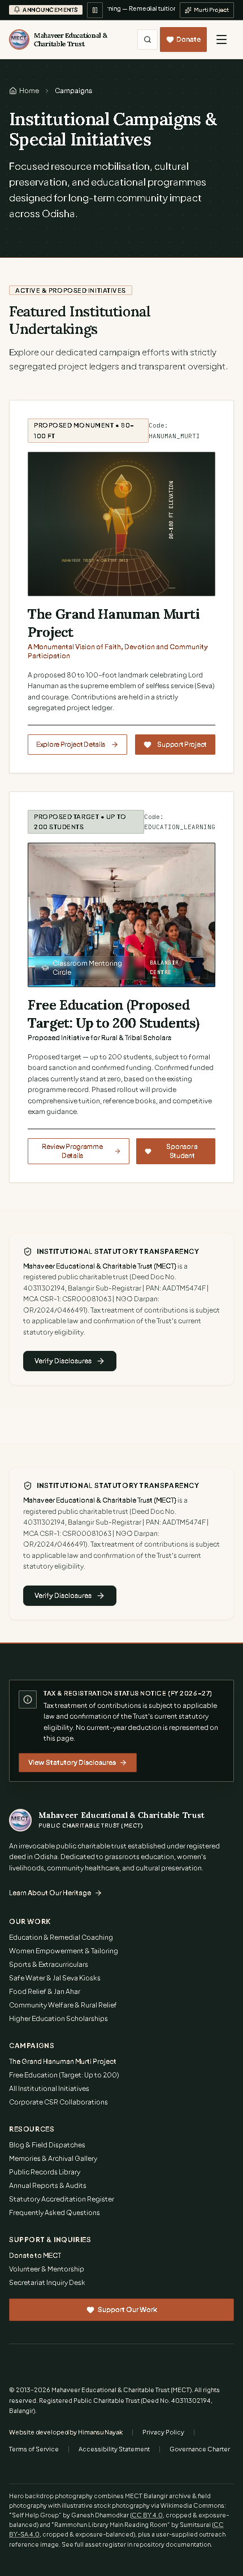 ANNOUNCEMENTS
ning — Remedial tuition
Multi Project
Mahaveer Educational &
Charitable Trust
Donate
Home > Campaigns
Institutional Campaigns &
Special Initiatives
Focused resource mobilisation, cultural
preservation, and educational programmes
designed for long-term community impact
across Odisha.
ACTIVE & PROPOSED INITIATIVES
Featured Institutional
Undertakings
Explore our dedicated campaign efforts with strictly
segregated project ledgers and transparent oversight.
PROPOSED MONUMENT • 80–
100 FT
Code:
HANUMAN_MURTI
80–100 FT ELEVATION
The Grand Hanuman Murti
Project
A Monumental Vision of Faith, Devotion and Community
Participation
A proposed 80 to 100-foot landmark celebrating Lord
Hanuman as the supreme emblem of selfless service (Seva)
and courage. Contributions are held in a strictly
segregated project ledger.
Explore Project Details
Support Project
PROPOSED TARGET • UP TO
200 STUDENTS
Code:
EDUCATION_LEARNING
Classroom Mentoring
Circle
BALANGIR
CENTRE
Free Education (Proposed
Target: Up to 200 Students)
Proposed Initiative for Rural & Tribal Scholars
Proposed target — up to 200 students, subject to formal
board sanction and confirmed funding. Confirmed funded
places currently stand at zero, based on the existing
programme record. Phased rollout will provide
comprehensive tuition, reference books, and competitive
exam guidance.
Review Programme
Details
Sponsor a
Student
INSTITUTIONAL STATUTORY TRANSPARENCY
Mahaveer Educational & Charitable Trust (MECT) is a
registered public charitable trust (Deed Doc No.
40311302194, Balangir Sub-Registrar | PAN: AADTM5474F |
MCA CSR-1: CSR00081063 | NGO Darpan:
OR/2024/0466491). Tax treatment of contributions is subject
to applicable law and confirmation of the Trust's current
statutory eligibility.
Verify Disclosures
INSTITUTIONAL STATUTORY TRANSPARENCY
Mahaveer Educational & Charitable Trust (MECT) is a
registered public charitable trust (Deed Doc No.
40311302194, Balangir Sub-Registrar | PAN: AADTM5474F |
MCA CSR-1: CSR00081063 | NGO Darpan:
OR/2024/0466491). Tax treatment of contributions is subject
to applicable law and confirmation of the Trust's current
statutory eligibility.
Verify Disclosures
TAX & REGISTRATION STATUS NOTICE (FY 2026–27)
Tax treatment of contributions is subject to applicable
law and confirmation of the Trust's current statutory
eligibility. No current-year deduction is represented on
this page.
View Statutory Disclosures
Mahaveer Educational & Charitable Trust
PUBLIC CHARITABLE TRUST (MECT)
An irrevocable public charitable trust established under registered
deed in Odisha. Dedicated to grassroots education, women's
livelihoods, community healthcare, and cultural preservation.
Learn About Our Heritage
OUR WORK
Education & Remedial Coaching
Women Empowerment & Tailoring
Sports & Extracurriculars
Safe Water & Jal Seva Kiosks
Food Relief & Jan Ahar
Community Welfare & Rural Relief
Higher Education Scholarships
CAMPAIGNS
The Grand Hanuman Murti Project
Free Education (Target: Up to 200)
All Institutional Initiatives
Corporate CSR Collaborations
RESOURCES
Blog & Field Dispatches
Memories & Archival Gallery
Public Records Library
Annual Reports & Audits
Statutory Accreditation Register
Frequently Asked Questions
SUPPORT & INQUIRIES
Donate to MECT
Volunteer & Mentorship
Secretariat Inquiry Desk
Support Our Work
© 2013–2026 Mahaveer Educational & Charitable Trust (MECT). All rights
reserved. Registered Public Charitable Trust (Deed No. 40311302194,
Balangir).
Website developed by Himansu Nayak | Privacy Policy |
Terms of Service | Accessibility Statement | Governance Charter
Hero backdrop photography combines MECT Balangir archive and field
photography with illustrative stock photography via Wikimedia Commons:
"Self Help Group" by Ganesh Dhamodkar (CC BY 4.0, cropped & exposure-
balanced) and "Rammohun Library Main Reading Room" by Sumitsurai (CC
BY-SA 4.0, cropped & exposure-balanced), plus a user-supplied outreach
reference image. See full asset register in repository documentation.